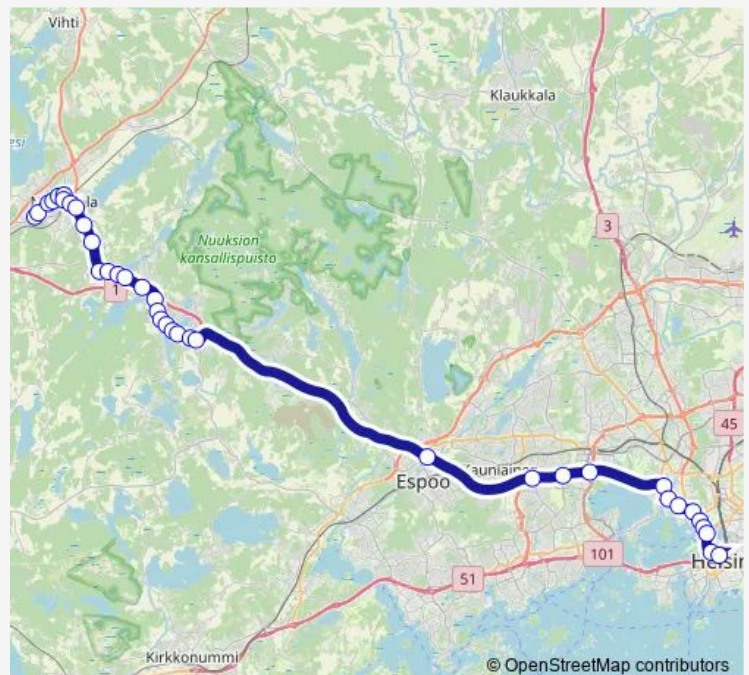 Vihti
Klaukkala
3
Nuuksion
kansallispuisto
1
45
Espoo
101
51
Kirkkonummi
© OpenStreetMap contributors